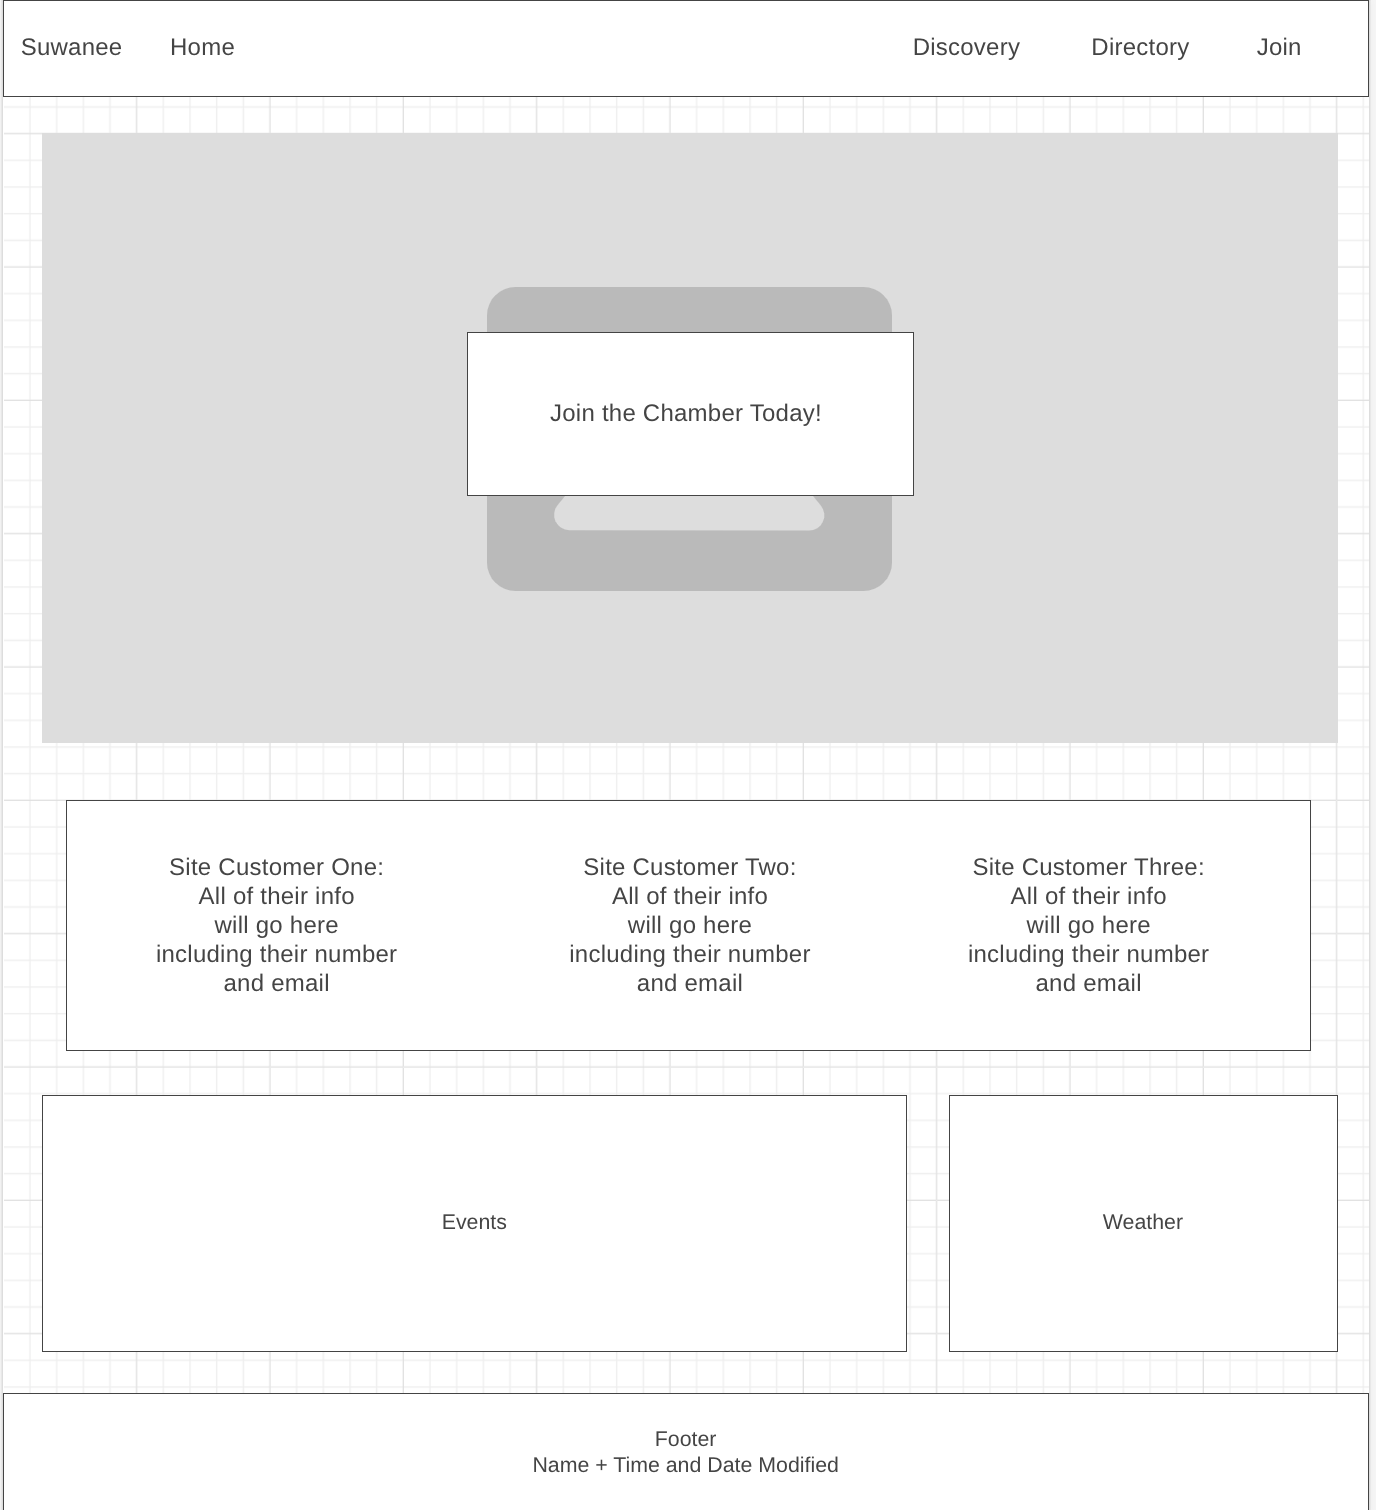 Suwanee Home Discovery Directory Join
Join the Chamber Today!
Site Customer One:
All of their info
will go here
including their number
and email
Site Customer Two:
All of their info
will go here
including their number
and email
Site Customer Three:
All of their info
will go here
including their number
and email
Events
Weather
Footer
Name + Time and Date Modified